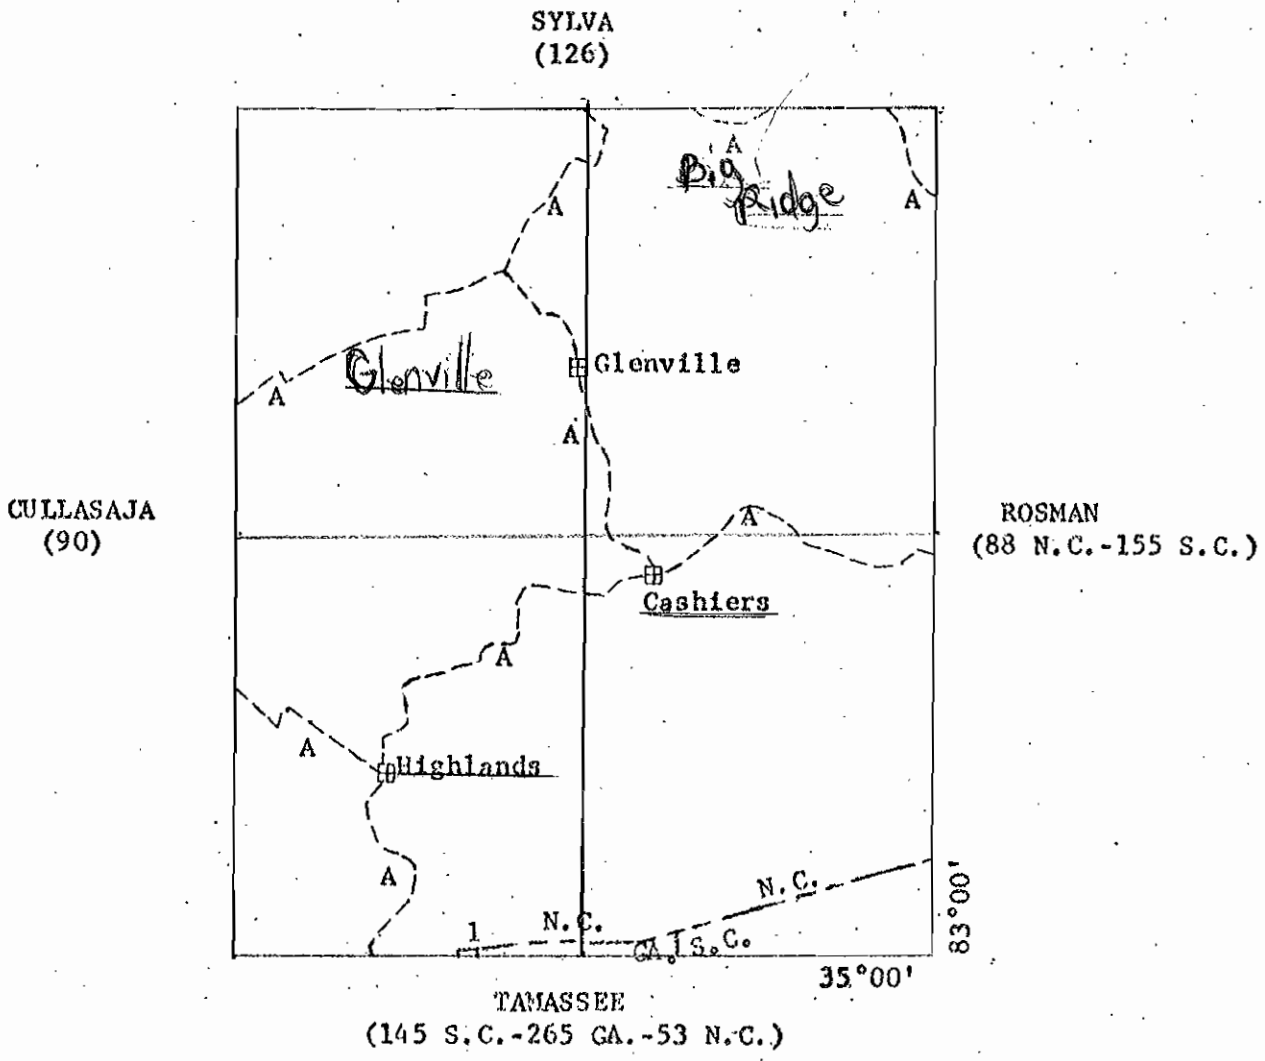 SYLVA
(126)
A
Big
Ridge
A
A
A
Glenville
Glenville
A
A
CULLASAJA
(90)
ROSMAN
(88 N.C.-155 S.C.)
Cashiers
A
A
Highlands
A
N.C.
N.C.
1
GA. S.C.
83°00'
35°00'
TAMASSEE
(145 S.C.-265 GA.-53 N.C.)